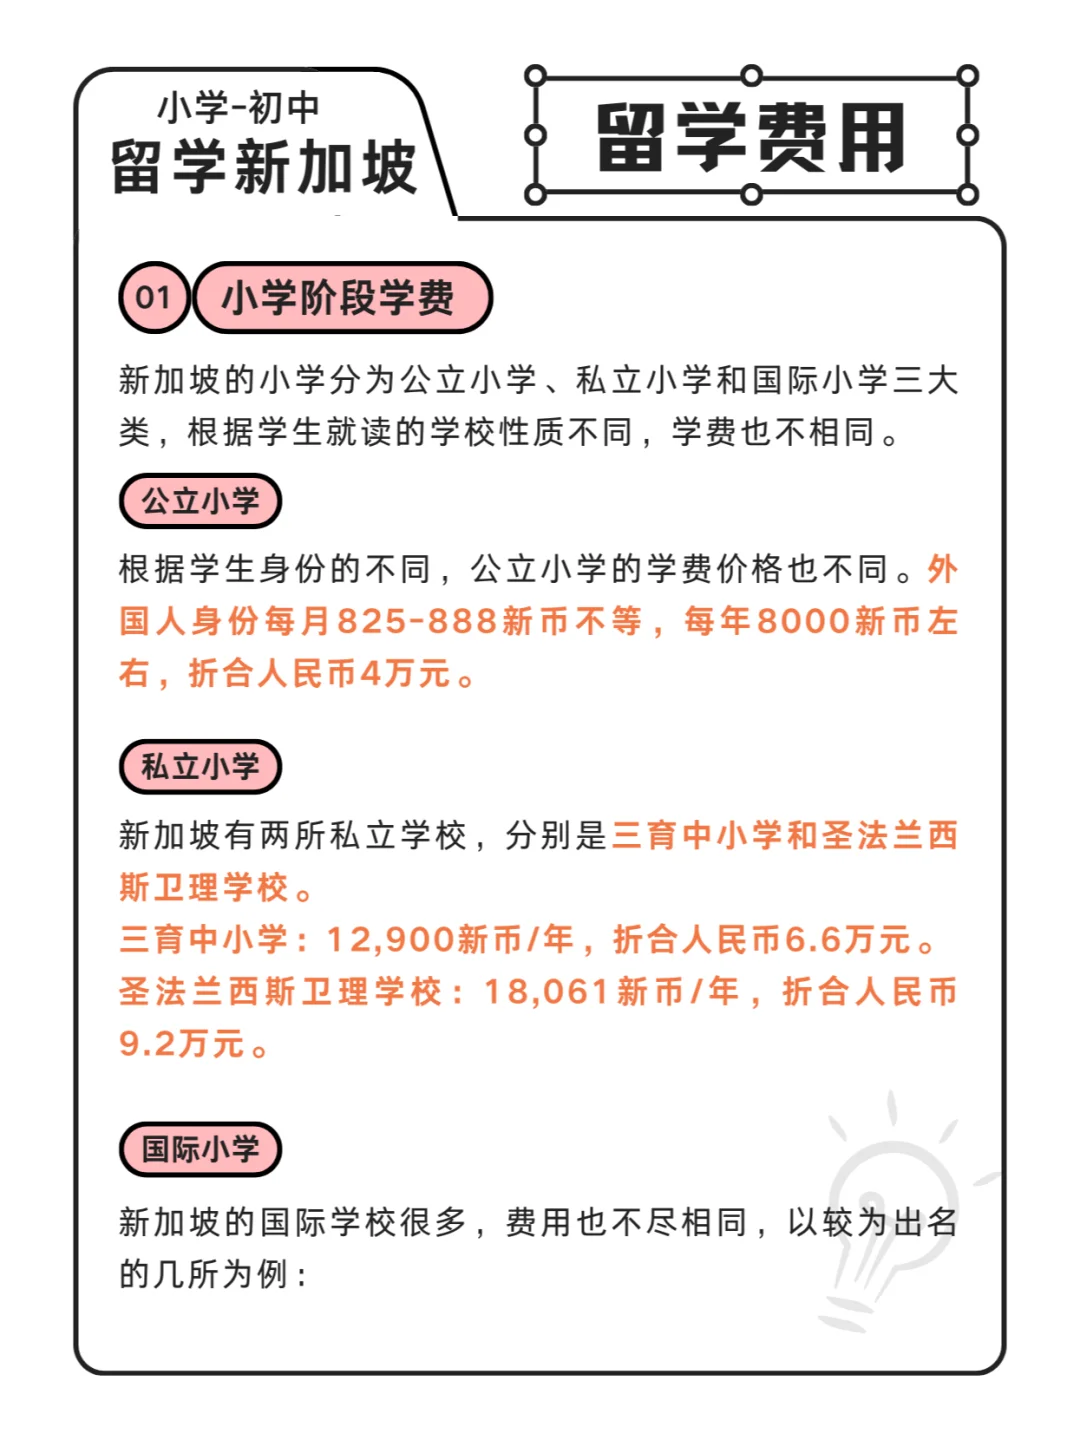 小学-初中
留学新加坡
留学费用
01 小学阶段学费
新加坡的小学分为公立小学、私立小学和国际小学三大
类，根据学生就读的学校性质不同，学费也不相同。
公立小学
根据学生身份的不同，公立小学的学费价格也不同。外
国人身份每月825-888新币不等，每年8000新币左
右，折合人民币4万元。
私立小学
新加坡有两所私立学校，分别是三育中小学和圣法兰西
斯卫理学校。
三育中小学：12,900新币/年，折合人民币6.6万元。
圣法兰西斯卫理学校：18,061新币/年，折合人民币
9.2万元。
国际小学
新加坡的国际学校很多，费用也不尽相同，以较为出名
的几所为例：